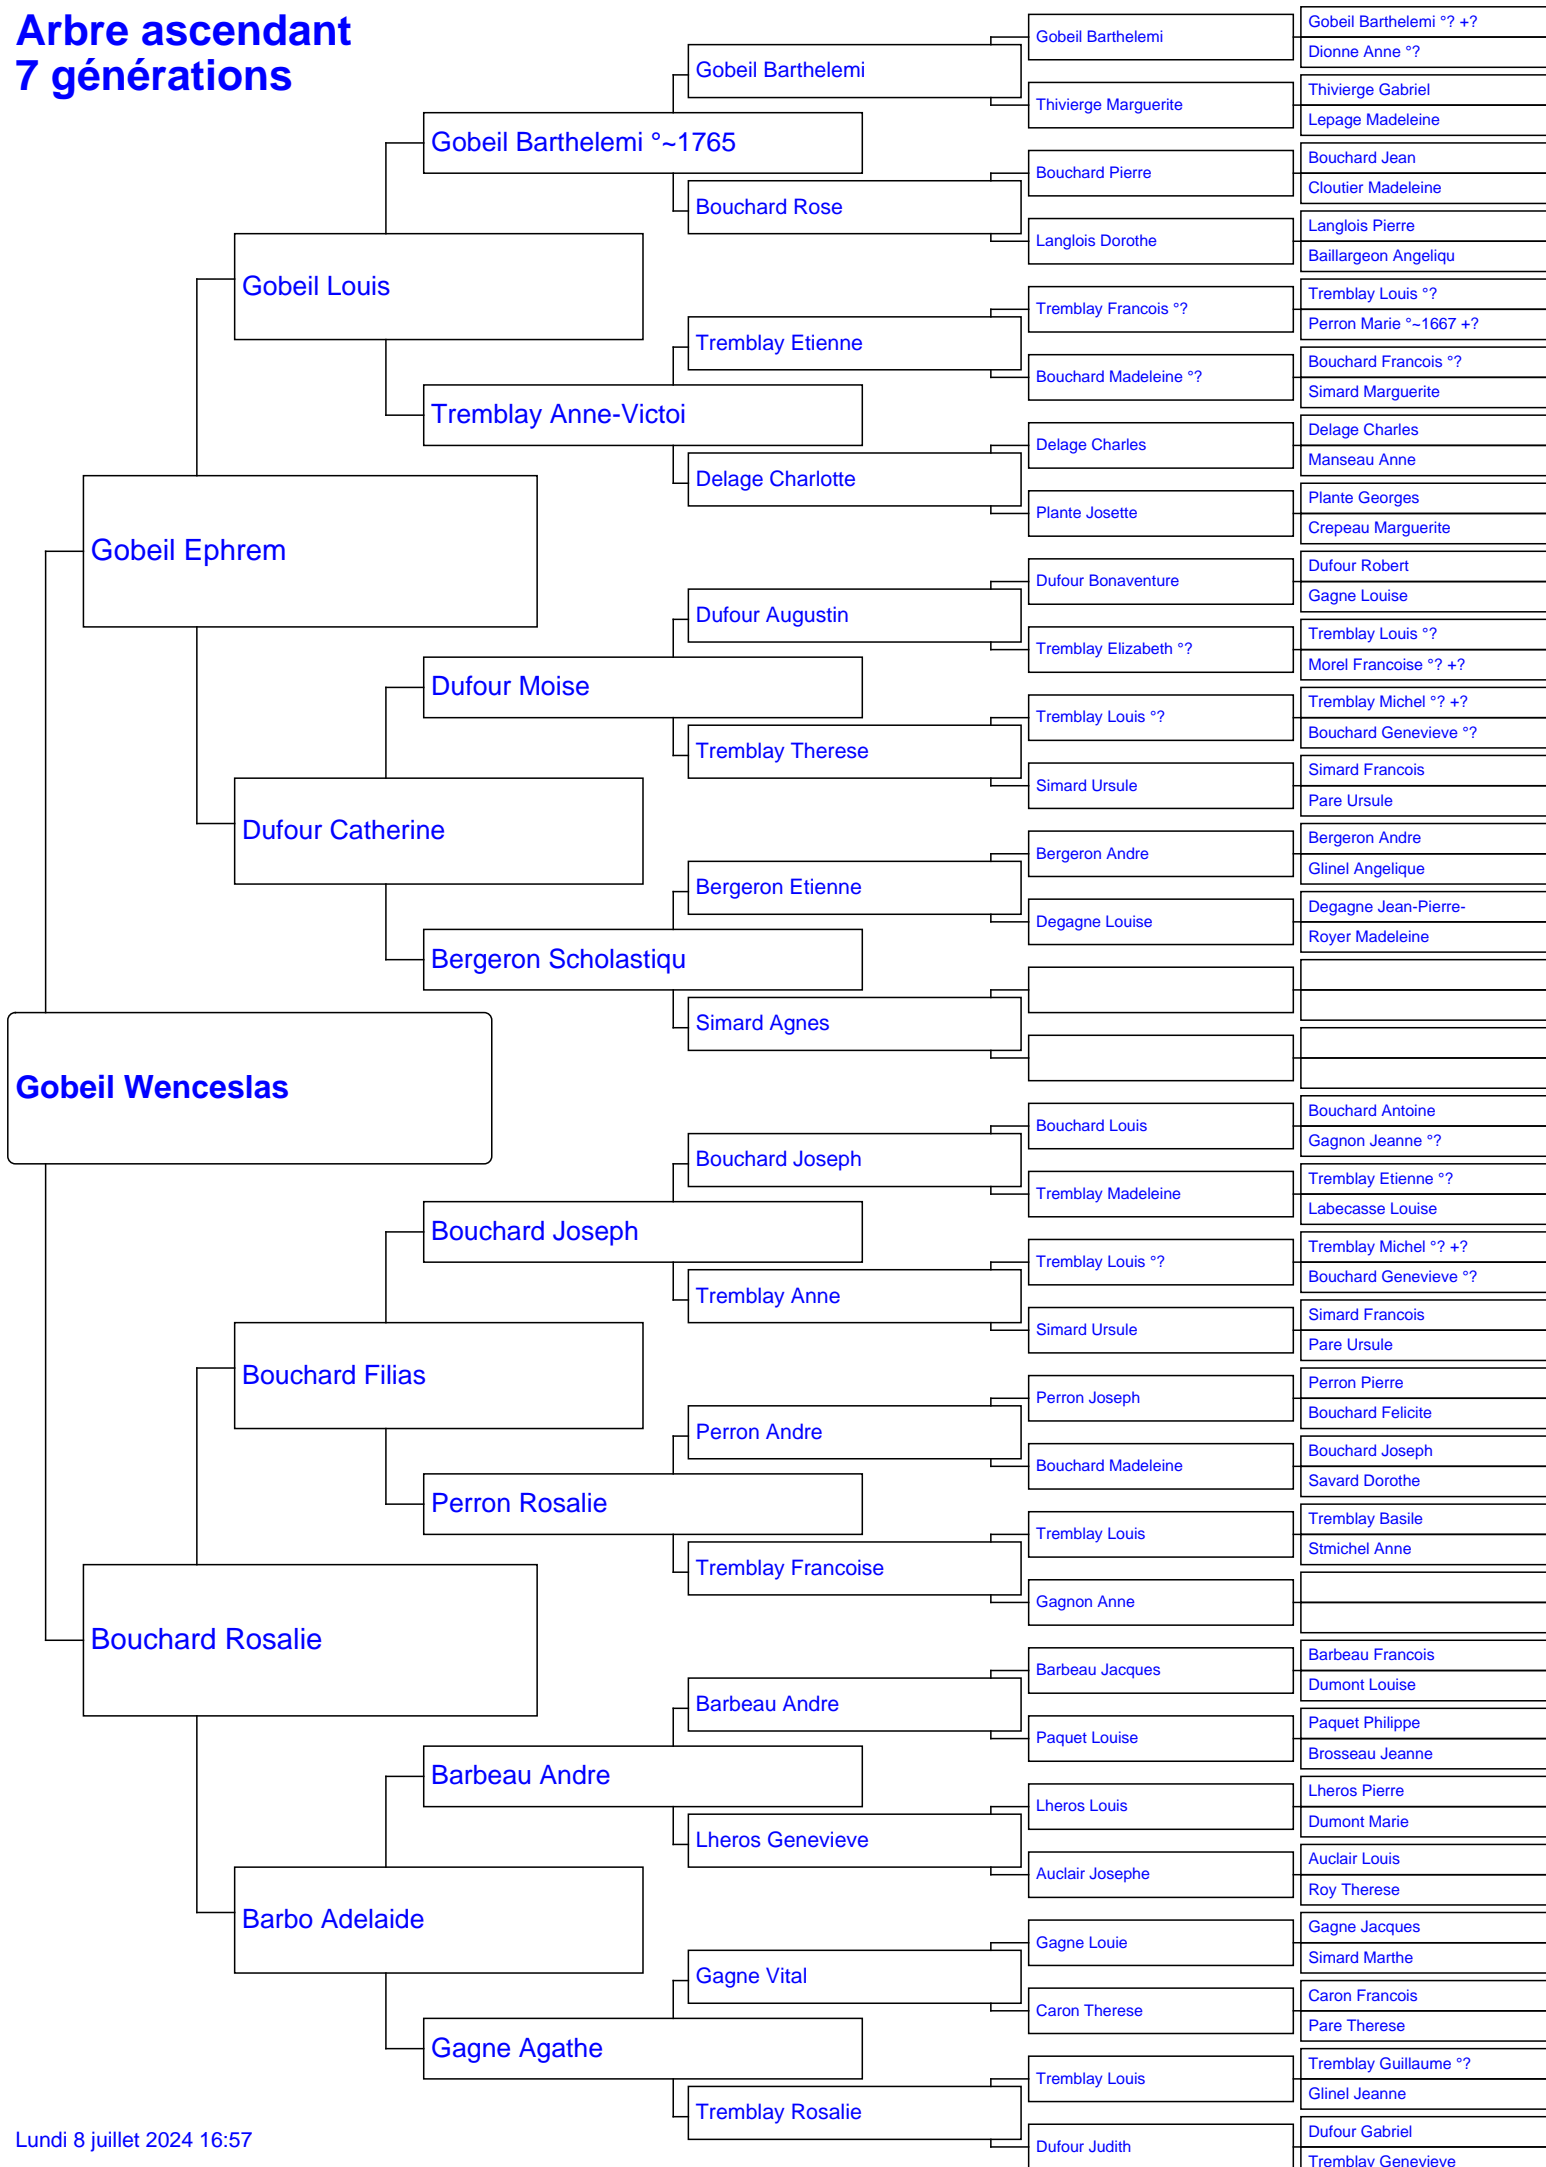 Arbre ascendant
7 générations
Gobeil Wenceslas
Gobeil Ephrem
Bouchard Rosalie
Gobeil Louis
Dufour Catherine
Bouchard Filias
Barbo Adelaide
Gobeil Barthelemi °~1765
Tremblay Anne-Victoi
Dufour Moise
Bergeron Scholastiqu
Bouchard Joseph
Perron Rosalie
Barbeau Andre
Gagne Agathe
Gobeil Barthelemi
Bouchard Rose
Tremblay Etienne
Delage Charlotte
Dufour Augustin
Tremblay Therese
Bergeron Etienne
Simard Agnes
Bouchard Joseph
Tremblay Anne
Perron Andre
Tremblay Francoise
Barbeau Andre
Lheros Genevieve
Gagne Vital
Tremblay Rosalie
Gobeil Barthelemi
Thivierge Marguerite
Bouchard Pierre
Langlois Dorothe
Tremblay Francois °?
Bouchard Madeleine °?
Delage Charles
Plante Josette
Dufour Bonaventure
Tremblay Elizabeth °?
Tremblay Louis °?
Simard Ursule
Bergeron Andre
Degagne Louise
Bouchard Louis
Tremblay Madeleine
Tremblay Louis °?
Simard Ursule
Perron Joseph
Bouchard Madeleine
Tremblay Louis
Gagnon Anne
Barbeau Jacques
Paquet Louise
Lheros Louis
Auclair Josephe
Gagne Louie
Caron Therese
Tremblay Louis
Dufour Judith
Gobeil Barthelemi °? +?
Dionne Anne °?
Thivierge Gabriel
Lepage Madeleine
Bouchard Jean
Cloutier Madeleine
Langlois Pierre
Baillargeon Angeliqu
Tremblay Louis °?
Perron Marie °~1667 +?
Bouchard Francois °?
Simard Marguerite
Delage Charles
Manseau Anne
Plante Georges
Crepeau Marguerite
Dufour Robert
Gagne Louise
Tremblay Louis °?
Morel Francoise °? +?
Tremblay Michel °? +?
Bouchard Genevieve °?
Simard Francois
Pare Ursule
Bergeron Andre
Glinel Angelique
Degagne Jean-Pierre-
Royer Madeleine
Bouchard Antoine
Gagnon Jeanne °?
Tremblay Etienne °?
Labecasse Louise
Tremblay Michel °? +?
Bouchard Genevieve °?
Simard Francois
Pare Ursule
Perron Pierre
Bouchard Felicite
Bouchard Joseph
Savard Dorothe
Tremblay Basile
Stmichel Anne
Barbeau Francois
Dumont Louise
Paquet Philippe
Brosseau Jeanne
Lheros Pierre
Dumont Marie
Auclair Louis
Roy Therese
Gagne Jacques
Simard Marthe
Caron Francois
Pare Therese
Tremblay Guillaume °?
Glinel Jeanne
Dufour Gabriel
Tremblay Genevieve
Lundi 8 juillet 2024 16:57